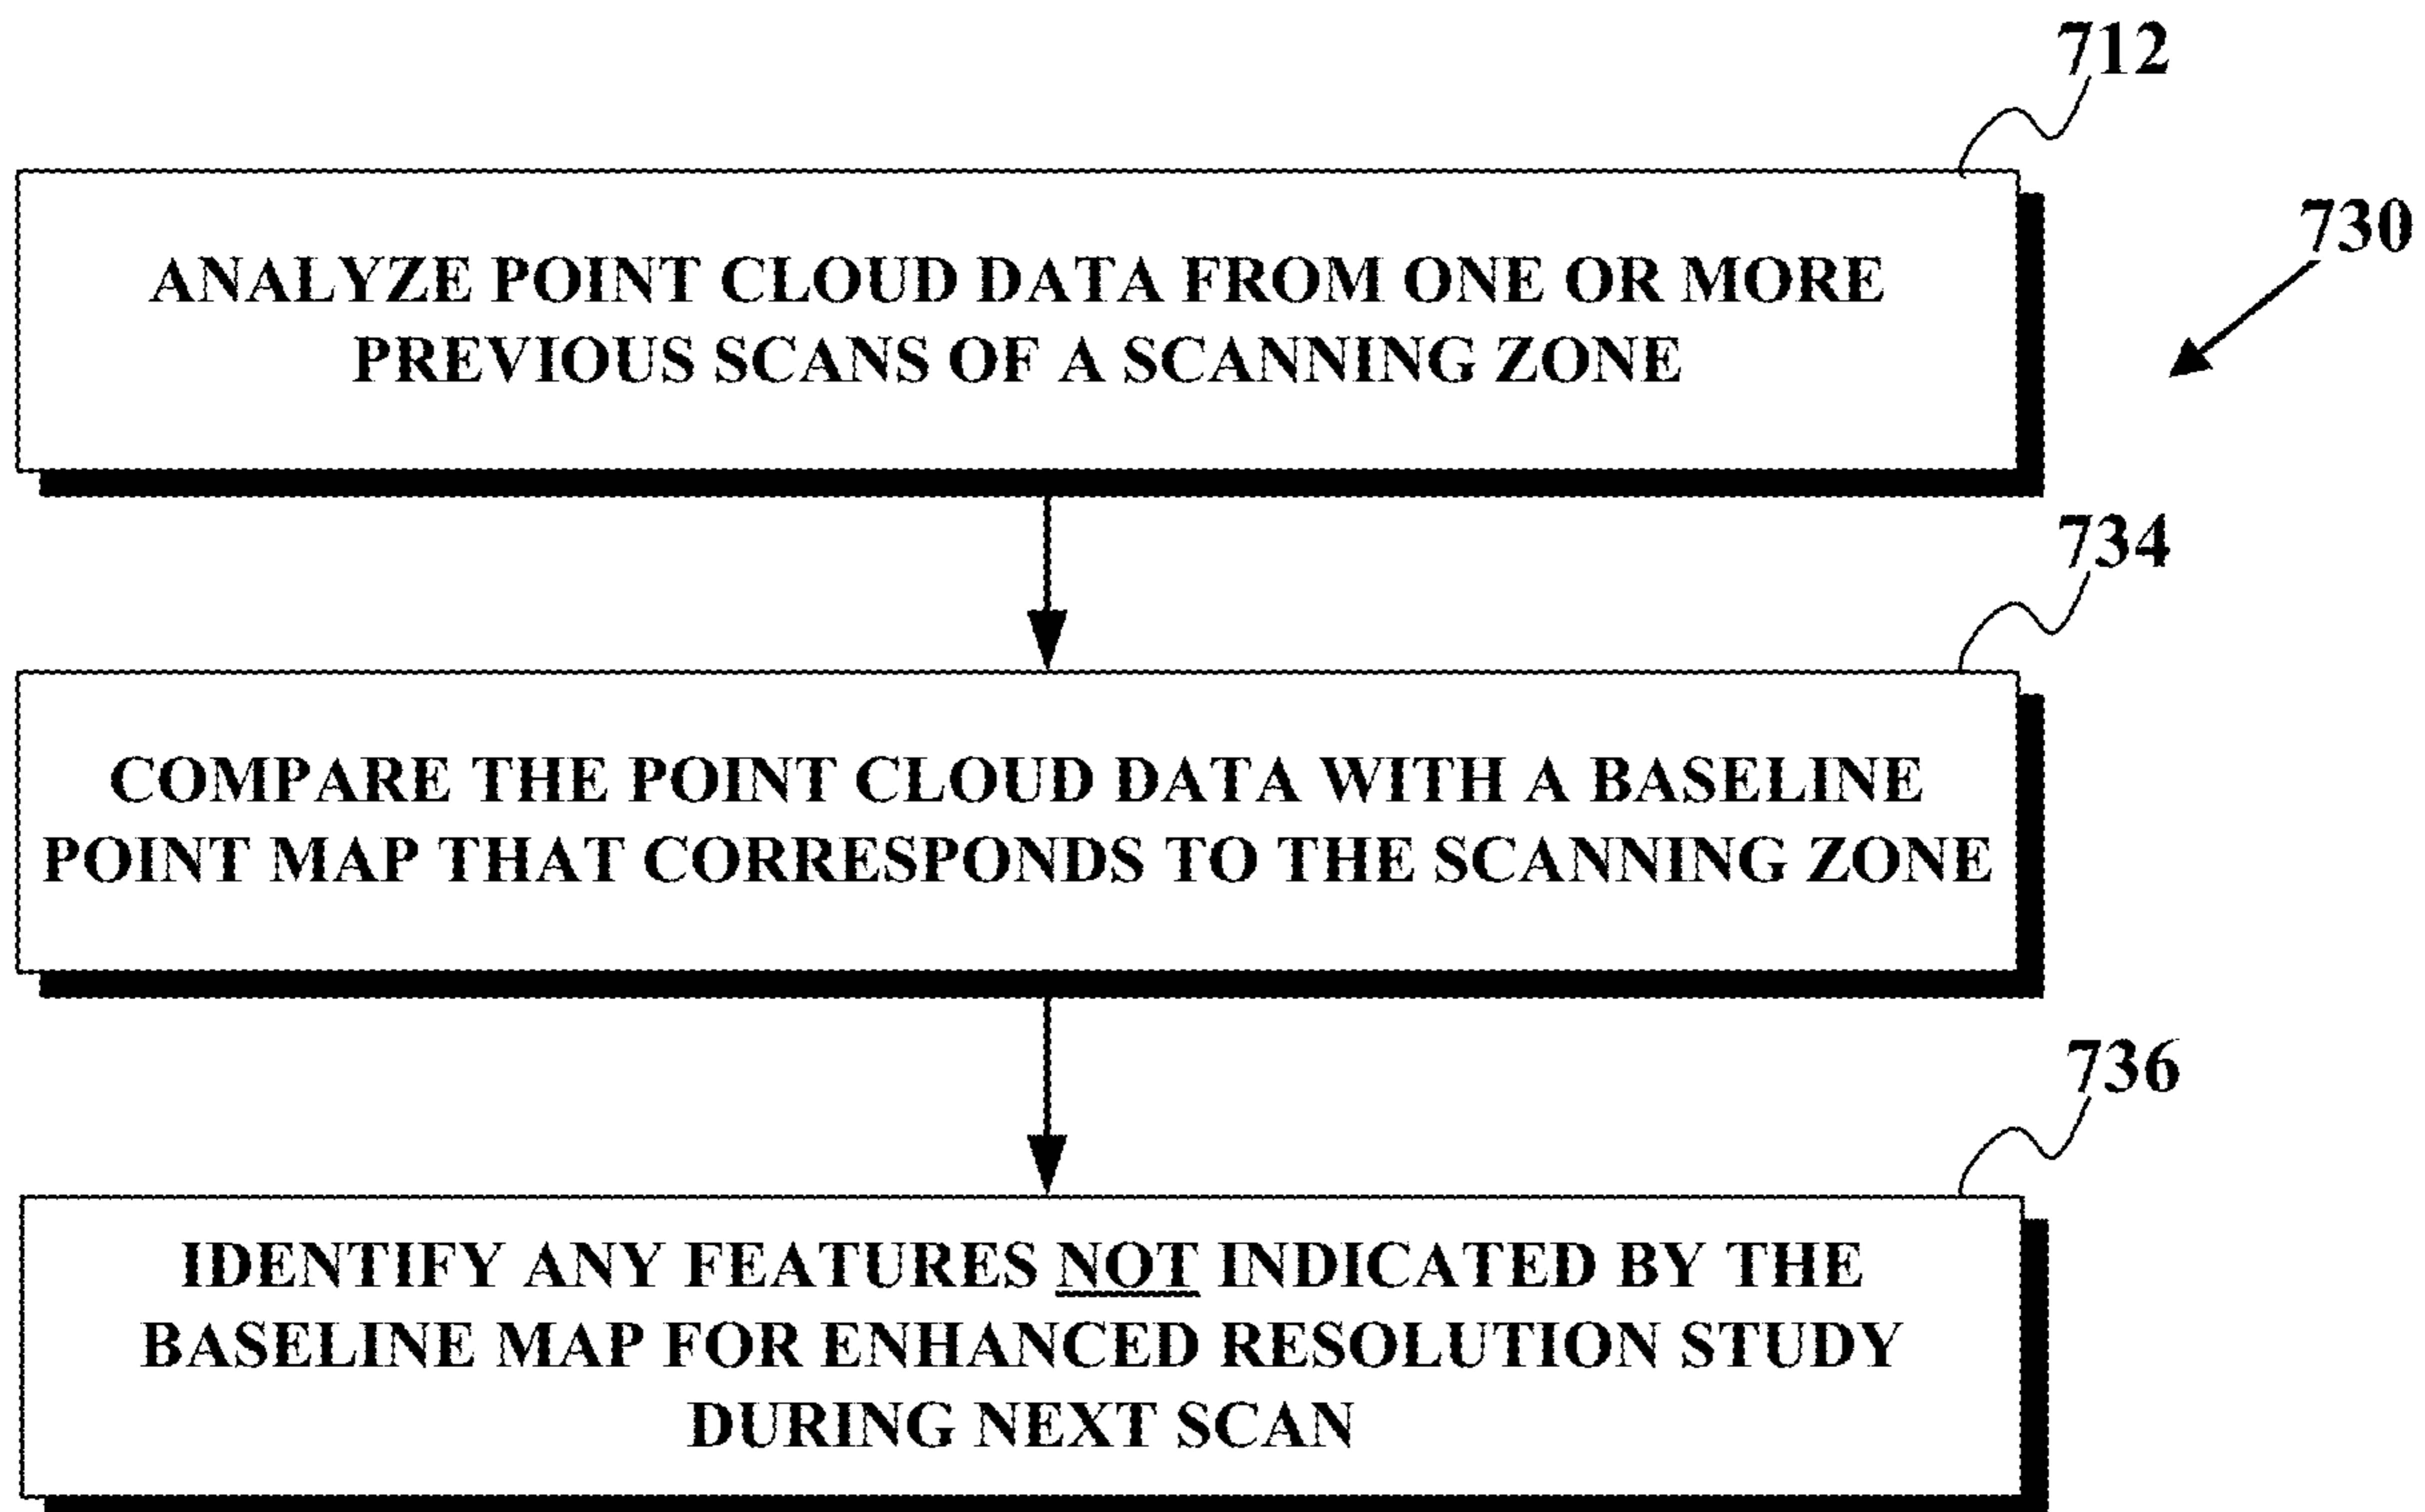 712
730
ANALYZE POINT CLOUD DATA FROM ONE OR MORE
PREVIOUS SCANS OF A SCANNING ZONE
734
COMPARE THE POINT CLOUD DATA WITH A BASELINE
POINT MAP THAT CORRESPONDS TO THE SCANNING ZONE
736
IDENTIFY ANY FEATURES NOT INDICATED BY THE
BASELINE MAP FOR ENHANCED RESOLUTION STUDY
DURING NEXT SCAN